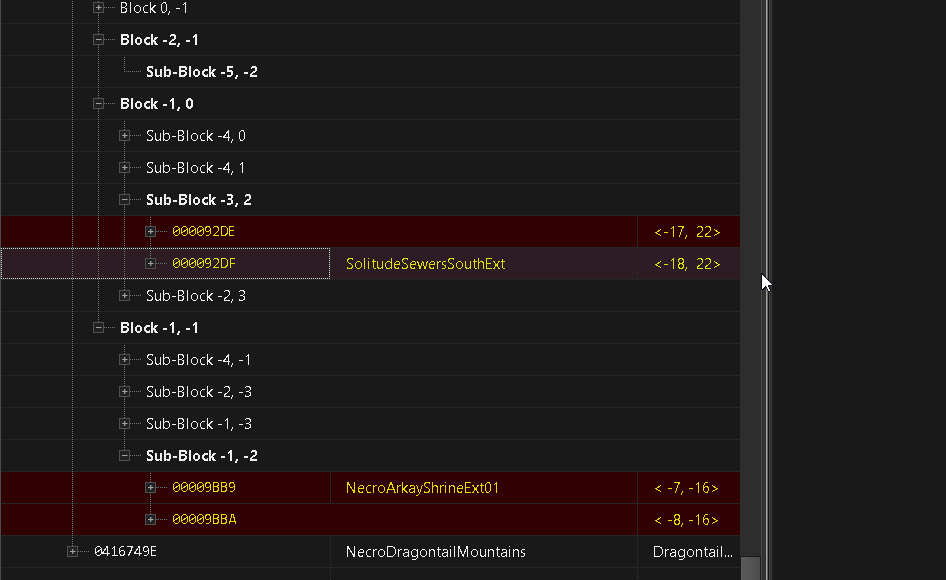 Block 0, -1
Block -2, -1
Sub-Block -5, -2
Block -1, 0
Sub-Block -4, 0
Sub-Block -4, 1
Sub-Block -3, 2
000092DE <-17, 22>
000092DF SolitudeSewersSouthExt <-18, 22>
Sub-Block -2, 3
Block -1, -1
Sub-Block -4, -1
Sub-Block -2, -3
Sub-Block -1, -3
Sub-Block -1, -2
00009BB9 NecroArkayShrineExt01 < -7, -16>
00009BBA < -8, -16>
0416749E NecroDragontailMountains Dragontail...